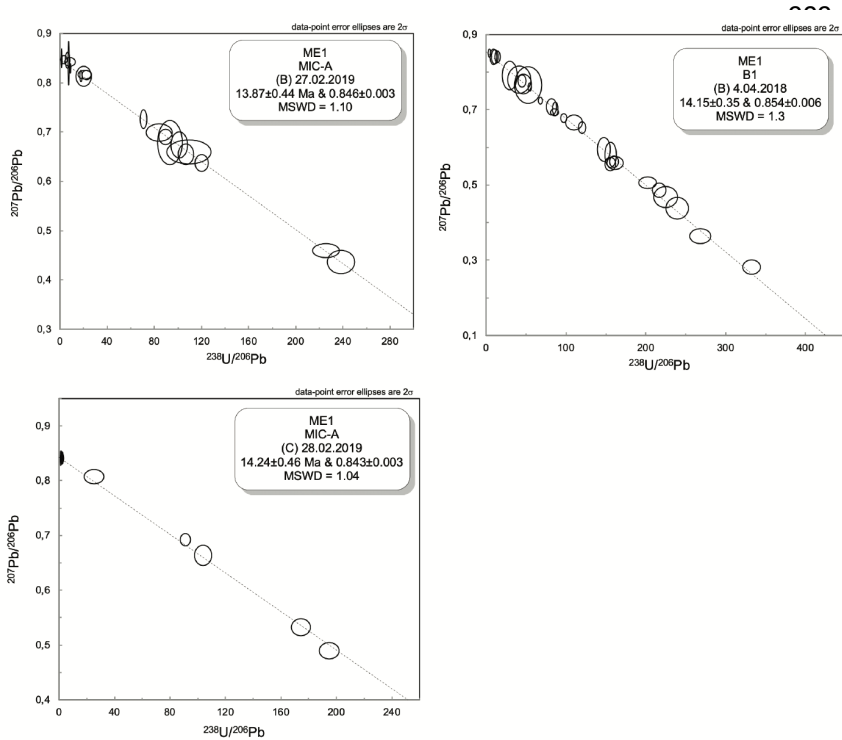 data-point error ellipses are 2σ
ME1
MIC-A
(B) 27.02.2019
13.87±0.44 Ma & 0.846±0.003
MSWD = 1.10
0,9
0,8
0,7
0,6
0,5
0,4
0,3
207Pb/206Pb
0 40 80 120 160 200 240 280
238U/206Pb
data-point error ellipses are 2σ
ME1
B1
(B) 4.04.2018
14.15±0.35 & 0.854±0.006
MSWD = 1.3
0,9
0,7
0,5
0,3
0,1
207Pb/206Pb
0 100 200 300 400
238U/206Pb
data-point error ellipses are 2σ
ME1
MIC-A
(C) 28.02.2019
14.24±0.46 Ma & 0.843±0.003
MSWD = 1.04
0,9
0,8
0,7
0,6
0,5
0,4
207Pb/206Pb
0 40 80 120 160 200 240
238U/206Pb